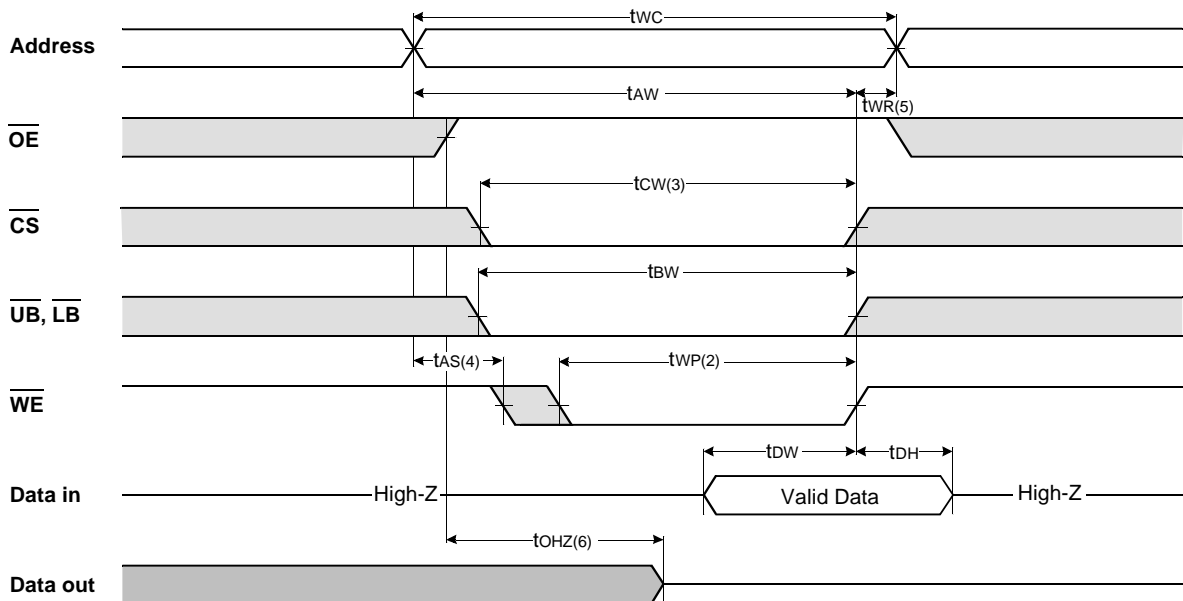 tWC
Address
tAW
tWR(5)
OE
tCW(3)
CS
tBW
UB, LB
tAS(4)
tWP(2)
WE
tDW
tDH
Data in
High-Z
Valid Data
High-Z
tOHZ(6)
Data out